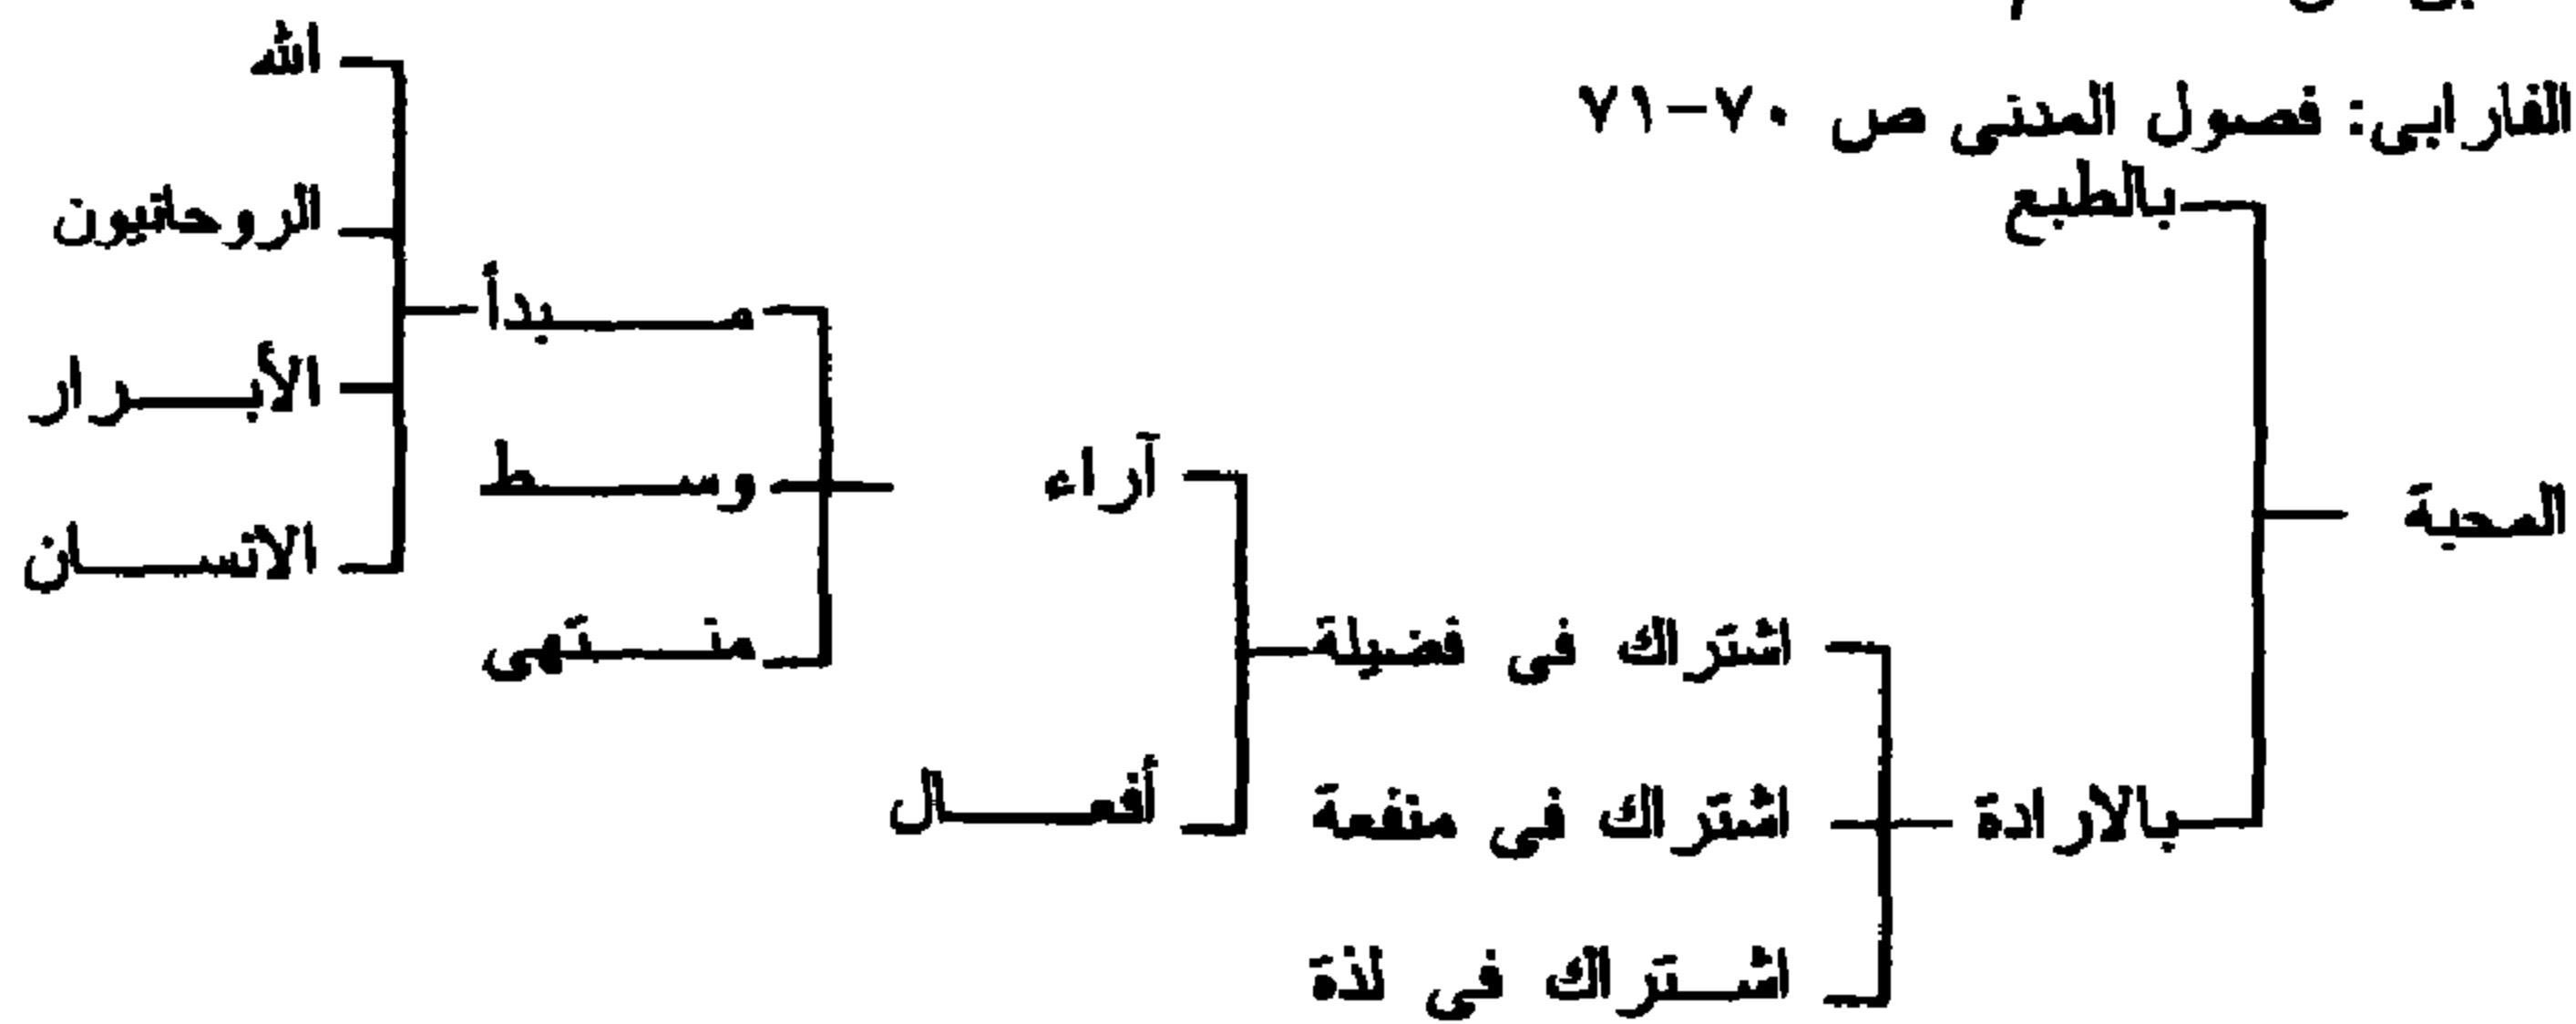 الفارابى: فصول المدنى ص ٧٠-٧١
المحبة
بالطبع
بالارادة
اشتراك فى فضيلة
اشتراك فى منفعة
اشتراك فى لذة
آراء
أفعال
مبدأ
وسط
منتهى
الله
الروحانيون
الأبرار
الانسان